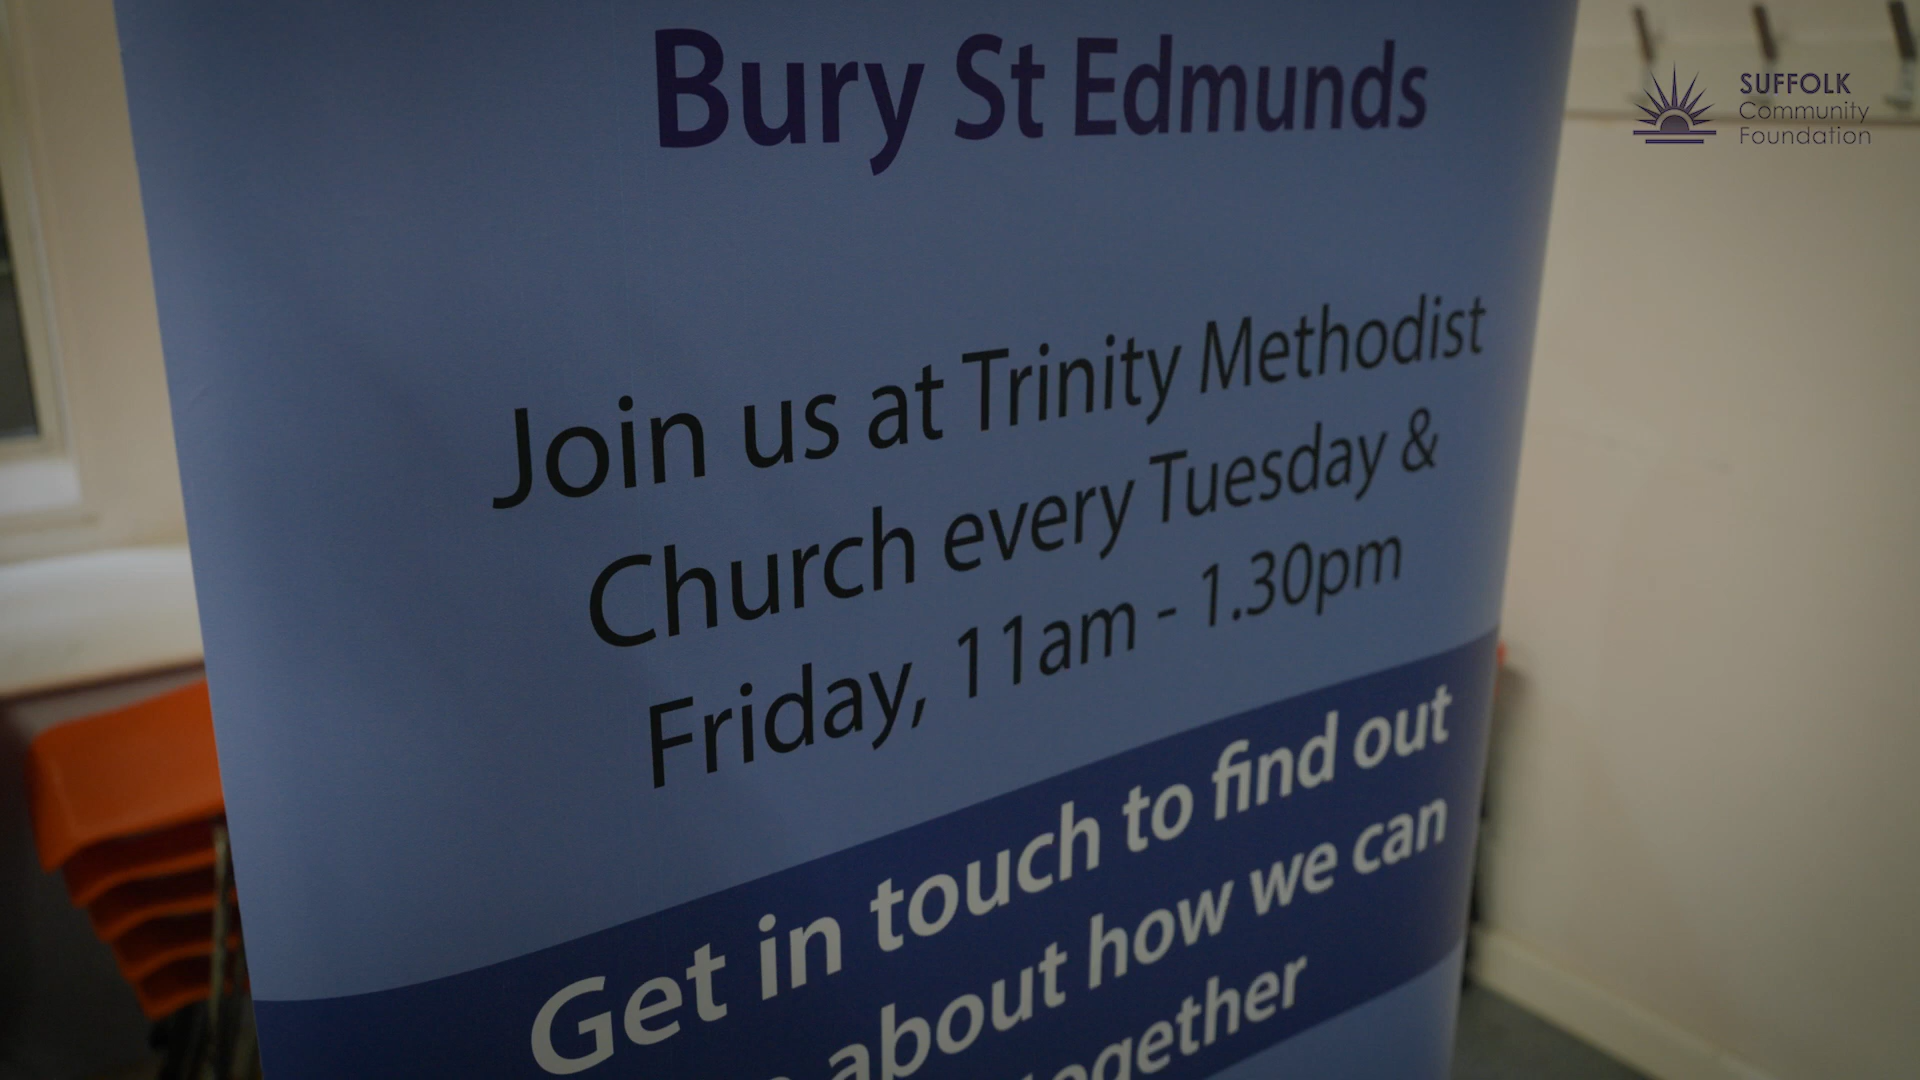 Bury St Edmunds
SUFFOLK
Community
Foundation
Join us at Trinity Methodist
Church every Tuesday &
Friday, 11am - 1.30pm
Get in touch to find out
about how we can
together